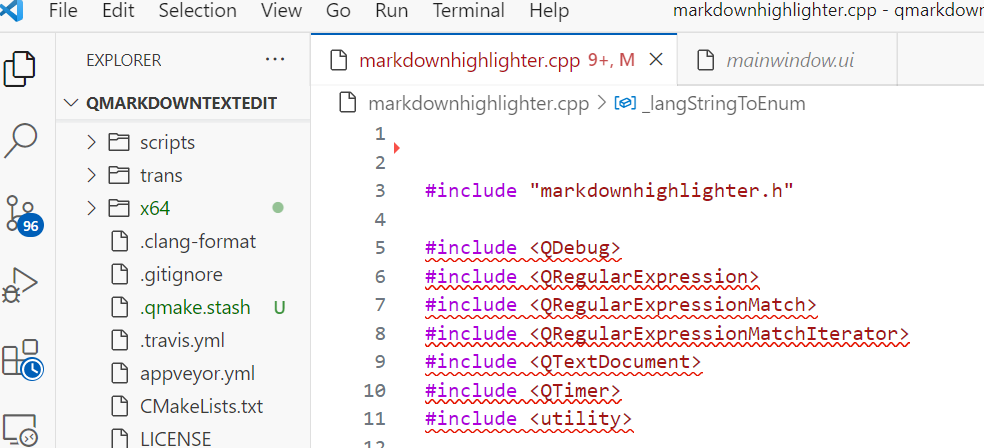 File Edit Selection View Go Run Terminal Help markdownhighlighter.cpp - qmarkdown
EXPLORER ...
markdownhighlighter.cpp 9+, M mainwindow.ui
QMARKDOWNTEXTEDIT
markdownhighlighter.cpp > _langStringToEnum
scripts
trans
x64
.clang-format
.gitignore
.qmake.stash U
.travis.yml
appveyor.yml
CMakeLists.txt
LICENSE
96
1
2
3 #include "markdownhighlighter.h"
4
5 #include <QDebug>
6 #include <QRegularExpression>
7 #include <QRegularExpressionMatch>
8 #include <QRegularExpressionMatchIterator>
9 #include <QTextDocument>
10 #include <QTimer>
11 #include <utility>
12